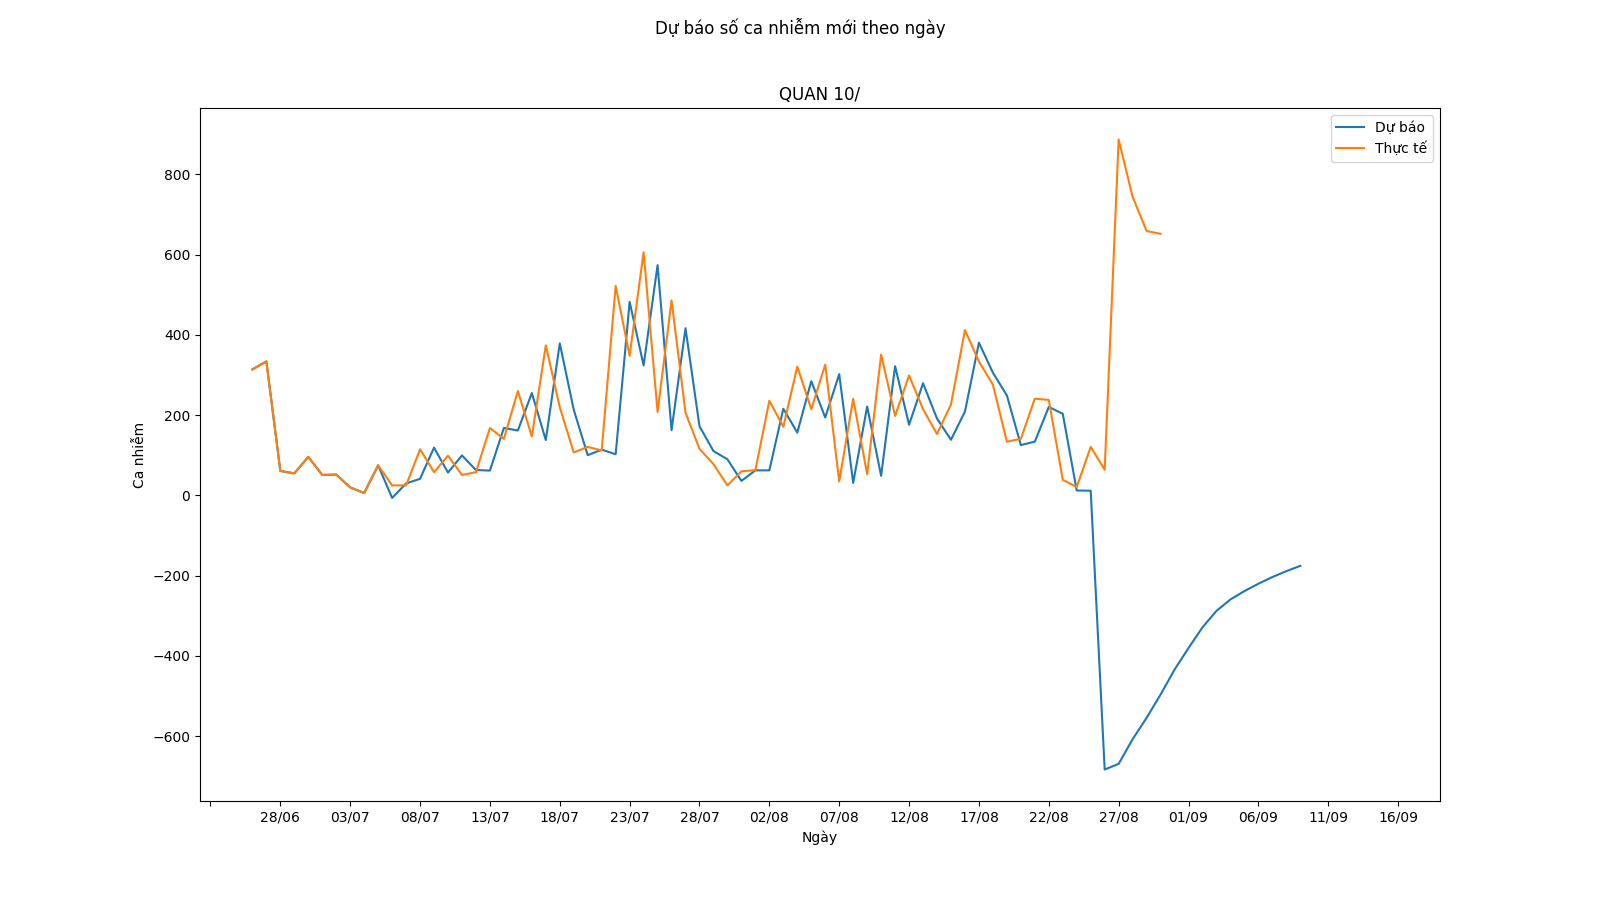 Dự báo số ca nhiễm mới theo ngày
QUAN 10/
Dự báo
Thực tế
800
600
400
200
0
−200
−400
−600
Ca nhiễm
28/06 03/07 08/07 13/07 18/07 23/07 28/07 02/08 07/08 12/08 17/08 22/08 27/08 01/09 06/09 11/09 16/09
Ngày